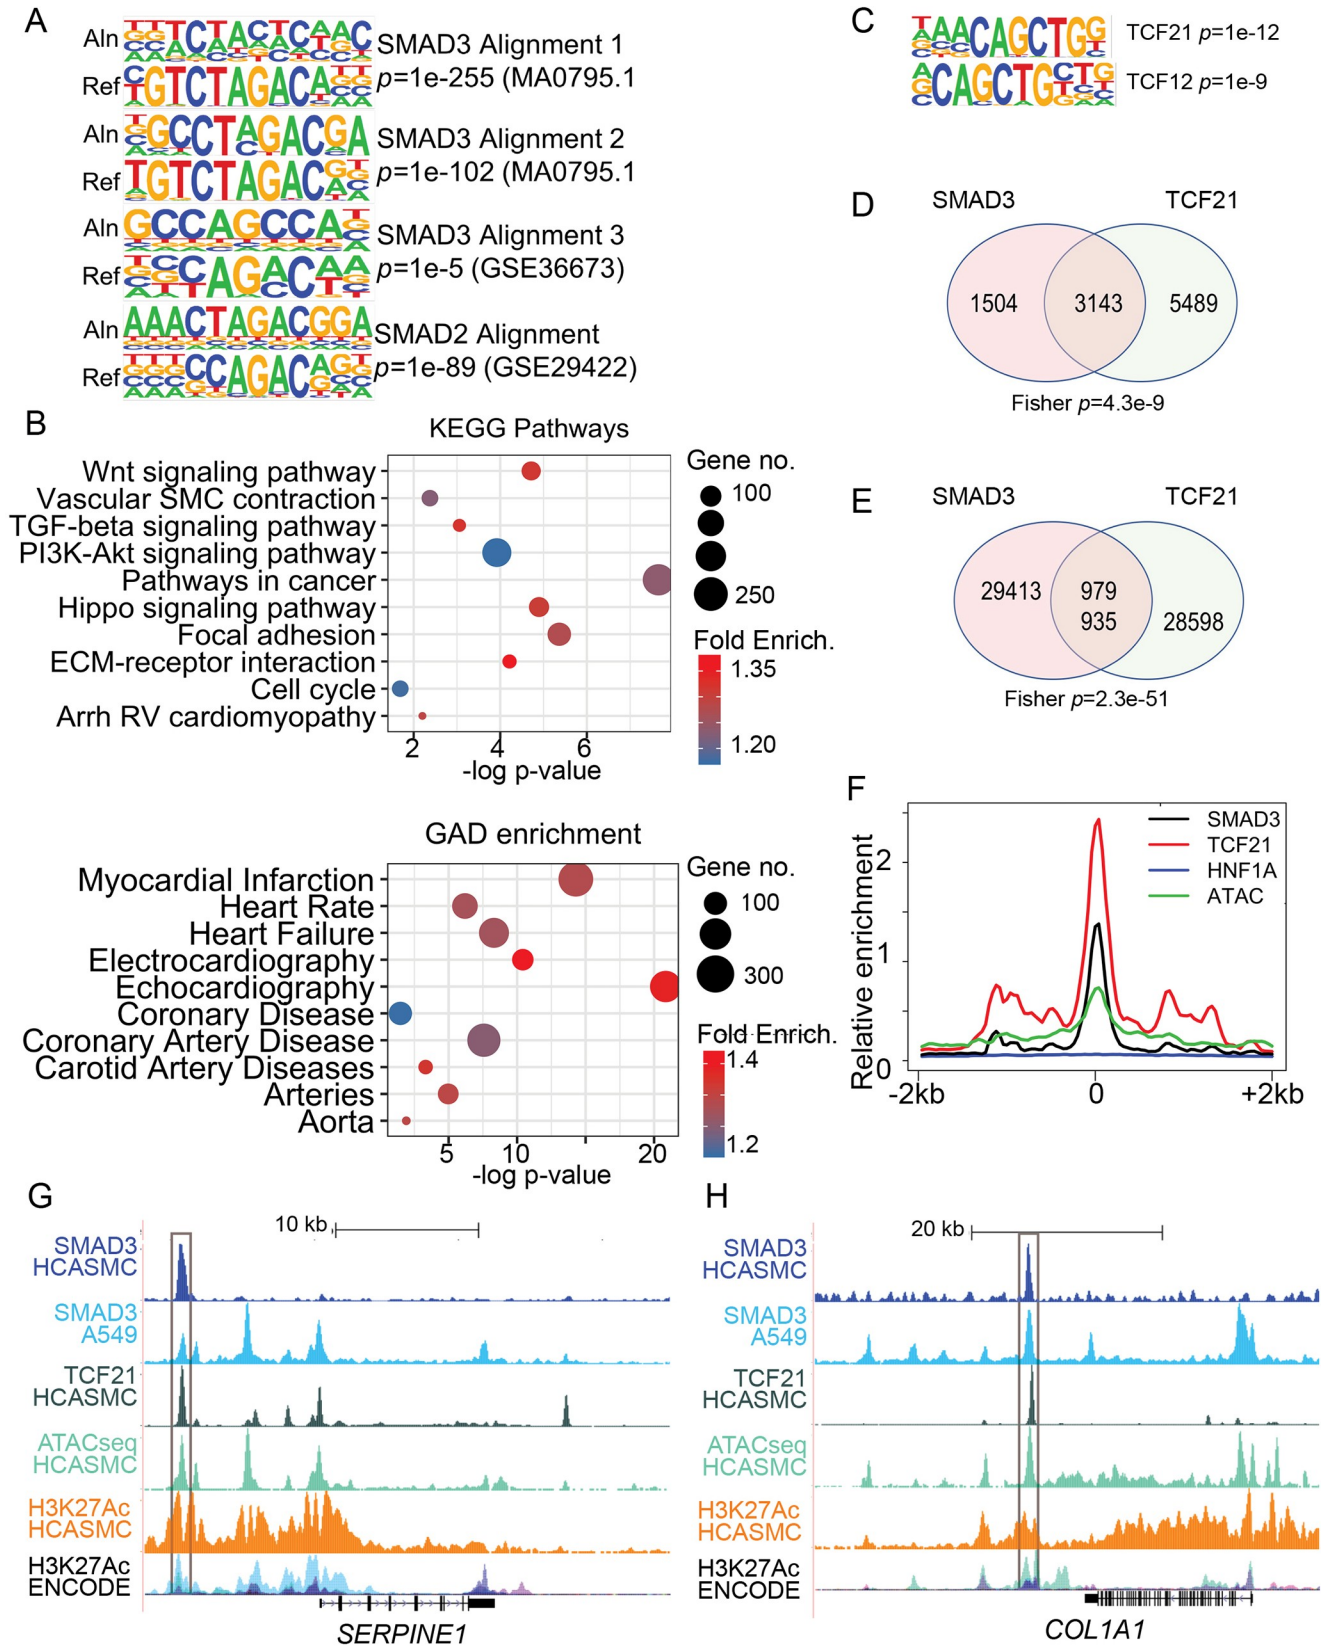 A
Aln
SMAD3 Alignment 1
Ref
p=1e-255 (MA0795.1
Aln
SMAD3 Alignment 2
Ref
p=1e-102 (MA0795.1
Aln
SMAD3 Alignment 3
Ref
p=1e-5 (GSE36673)
Aln
AAACTAGACGGA
SMAD2 Alignment
Ref
p=1e-89 (GSE29422)
B
KEGG Pathways
Wnt signaling pathway
Vascular SMC contraction
TGF-beta signaling pathway
PI3K-Akt signaling pathway
Pathways in cancer
Hippo signaling pathway
Focal adhesion
ECM-receptor interaction
Cell cycle
Arrh RV cardiomyopathy
2 4 6
-log p-value
Gene no.
100
250
Fold Enrich.
1.35
1.20
GAD enrichment
Myocardial Infarction
Heart Rate
Heart Failure
Electrocardiography
Echocardiography
Coronary Disease
Coronary Artery Disease
Carotid Artery Diseases
Arteries
Aorta
5 10 20
-log p-value
Gene no.
100
300
Fold Enrich.
1.4
1.2
C
TCF21 p=1e-12
TCF12 p=1e-9
D
SMAD3 TCF21
1504 3143 5489
Fisher p=4.3e-9
E
SMAD3 TCF21
29413 979
935 28598
Fisher p=2.3e-51
F
Relative enrichment
2
1
0
-2kb 0 +2kb
SMAD3
TCF21
HNF1A
ATAC
G
10 kb
SMAD3
HCASMC
SMAD3
A549
TCF21
HCASMC
ATACseq
HCASMC
H3K27Ac
HCASMC
H3K27Ac
ENCODE
SERPINE1
H
20 kb
SMAD3
HCASMC
SMAD3
A549
TCF21
HCASMC
ATACseq
HCASMC
H3K27Ac
HCASMC
H3K27Ac
ENCODE
COL1A1